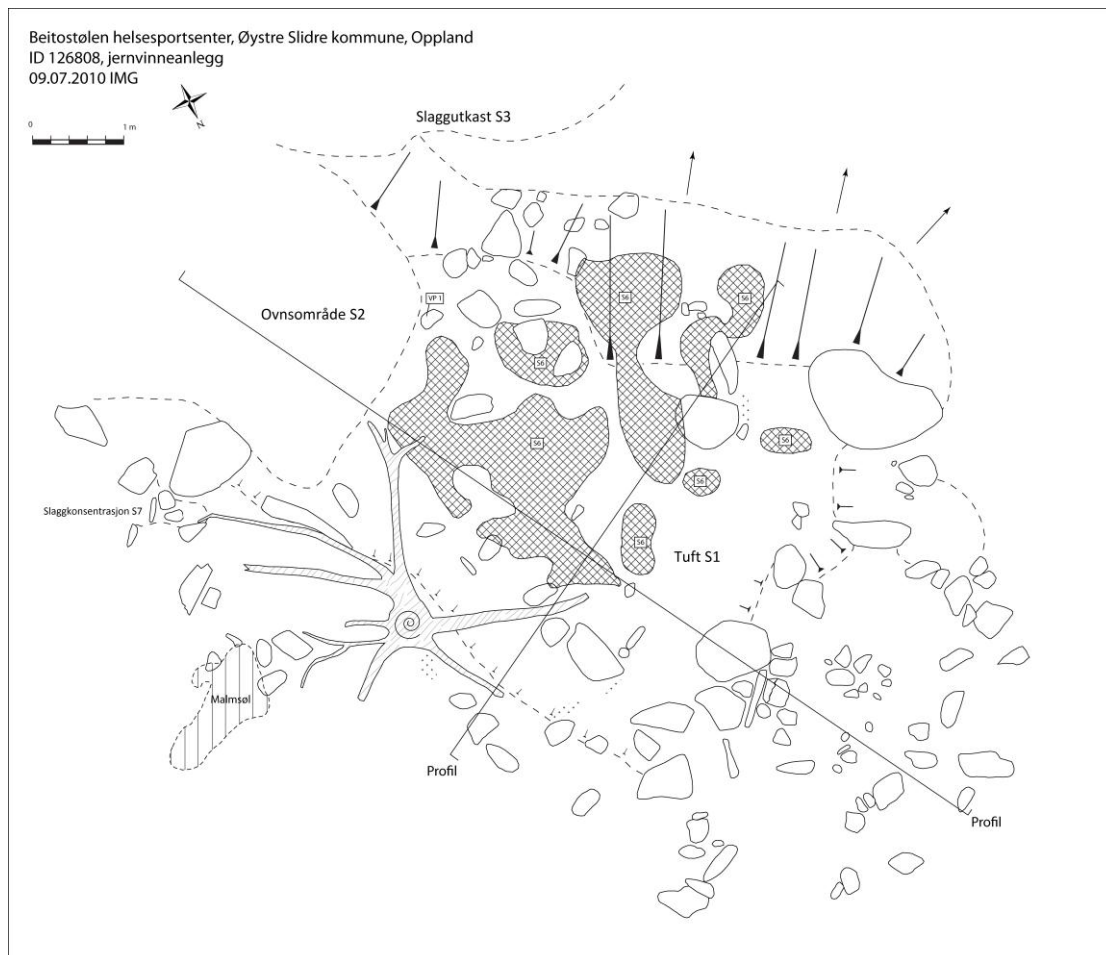 Beitostølen helsesportsenter, Øystre Slidre kommune, Oppland
ID 126808, jernvinneanlegg
09.07.2010 IMG
N
0 1 m
Slaggutkast S3
S6
S6
VP 1
Ovnsområde S2
S6
S6
S6
S6
Slaggkonsentrasjon S7
S6
Tuft S1
Malmsøl
Profil
Profil